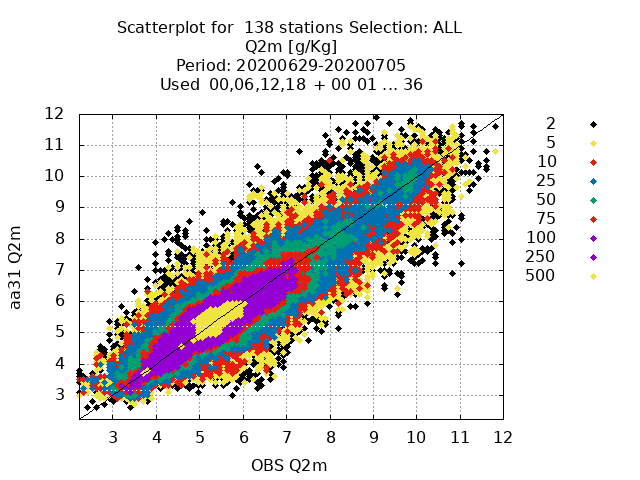 Scatterplot for  138 stations Selection: ALL
Q2m [g/Kg]
Period: 20200629-20200705
Used  00,06,12,18 + 00 01 ... 36
12
11
10
9
8
7
6
5
4
3
aa31 Q2m
3 4 5 6 7 8 9 10 11 12
OBS Q2m
2
5
10
25
50
75
100
250
500